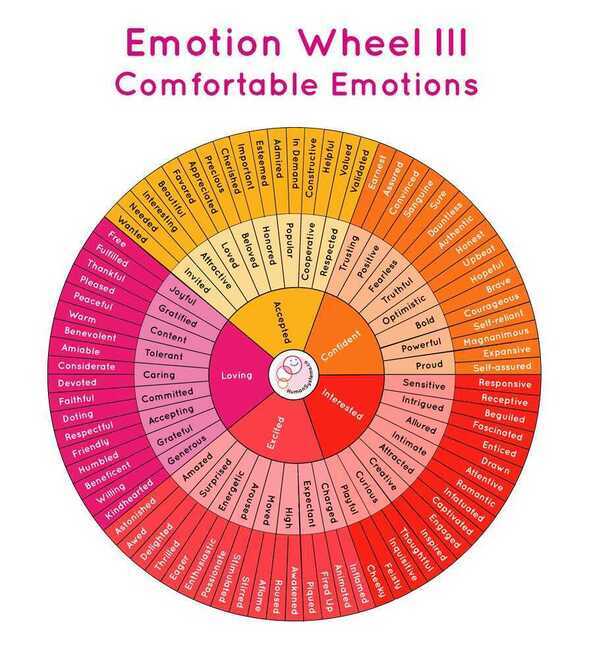 Emotion Wheel III
Comfortable Emotions
Accepted
Confident
Interested
Excited
Loving
Invited
Attractive
Loved
Beloved
Honored
Popular
Cooperative
Respected
Trusting
Positive
Fearless
Truthful
Optimistic
Bold
Powerful
Proud
Sensitive
Intrigued
Allured
Intimate
Attracted
Creative
Curious
Playful
Charged
Expectant
High
Moved
Aroused
Energetic
Surprised
Amazed
Generous
Grateful
Accepting
Committed
Caring
Tolerant
Content
Gratified
Joyful
Wanted
Needed
Interesting
Beautiful
Favored
Appreciated
Precious
Cherished
Important
Esteemed
Admired
In Demand
Constructive
Helpful
Valued
Validated
Earnest
Assured
Convinced
Sanguine
Sure
Dauntless
Authentic
Honest
Upbeat
Hopeful
Brave
Courageous
Self-reliant
Magnanimous
Expansive
Self-assured
Responsive
Receptive
Beguiled
Fascinated
Enticed
Drawn
Attentive
Romantic
Infatuated
Captivated
Engaged
Inspired
Thoughtful
Inquisitive
Feisty
Cheeky
Inflamed
Animated
Fired Up
Piqued
Awakened
Housed
Aflame
Stirred
Stimulated
Passionate
Enthusiastic
Eager
Thrilled
Delighted
Awed
Astonished
Kindhearted
Willing
Beneficent
Humbled
Friendly
Respectful
Doting
Faithful
Devoted
Considerate
Amiable
Benevolent
Warm
Peaceful
Pleased
Thankful
Fulfilled
Free